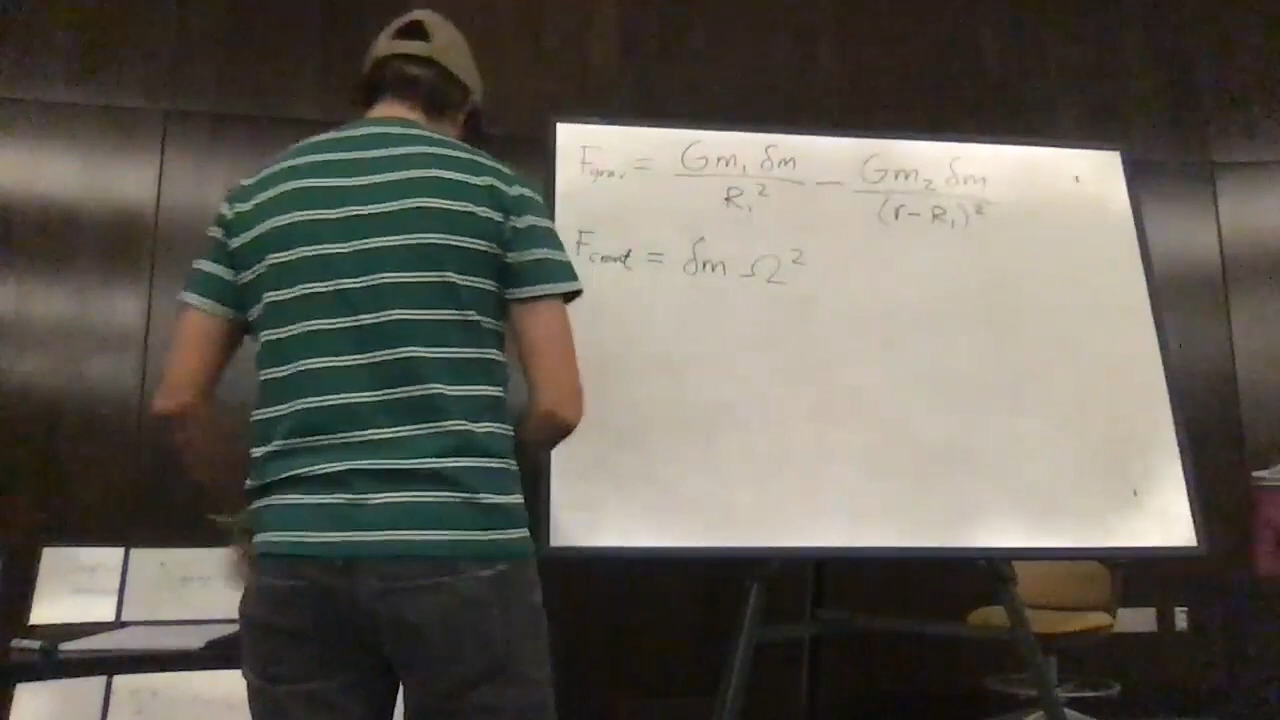 F_grav. = Gm₁ δm / R₁² − Gm₂ δm / (r − R₁)²
F_cent = δm Ω²